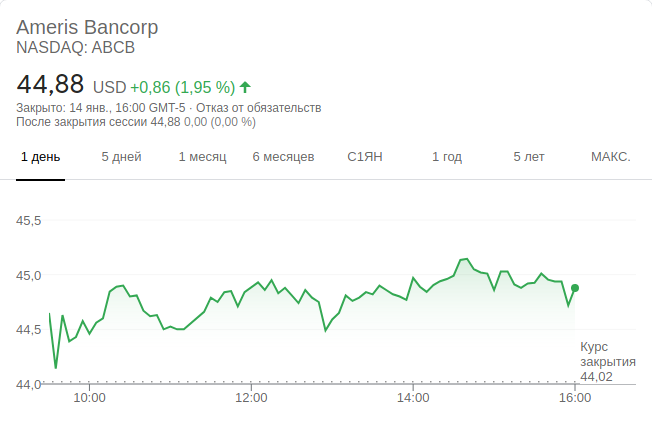 Ameris Bancorp
NASDAQ: ABCB
44,88 USD +0,86 (1,95 %)
Закрыто: 14 янв., 16:00 GMT-5 · Отказ от обязательств
После закрытия сессии 44,88 0,00 (0,00 %)
1 день 5 дней 1 месяц 6 месяцев С1ЯН 1 год 5 лет МАКС.
45,5
45,0
44,5
44,0
Курс
закрытия
44,02
10:00 12:00 14:00 16:00